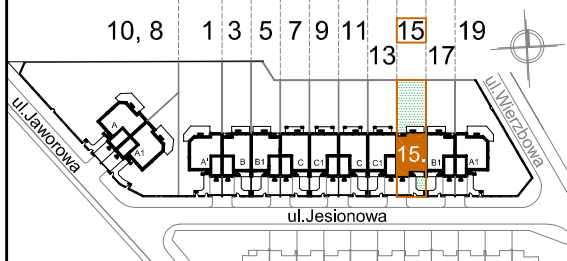 10, 8 1 3 5 7 9 11 15 19
13 17
ul.Jaworowa
ul.Wierzbowa
A
A1
A' B B1 C C1 C C1 15. B1 A1
ul.Jesionowa